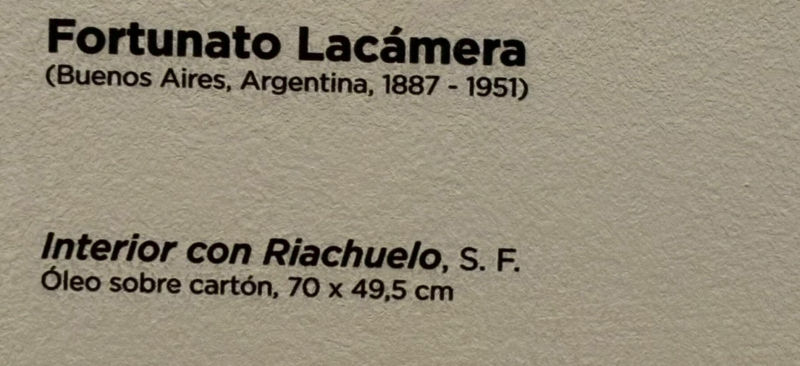 Fortunato Lacámera
(Buenos Aires, Argentina, 1887 - 1951)
Interior con Riachuelo, S. F.
Óleo sobre cartón, 70 x 49,5 cm